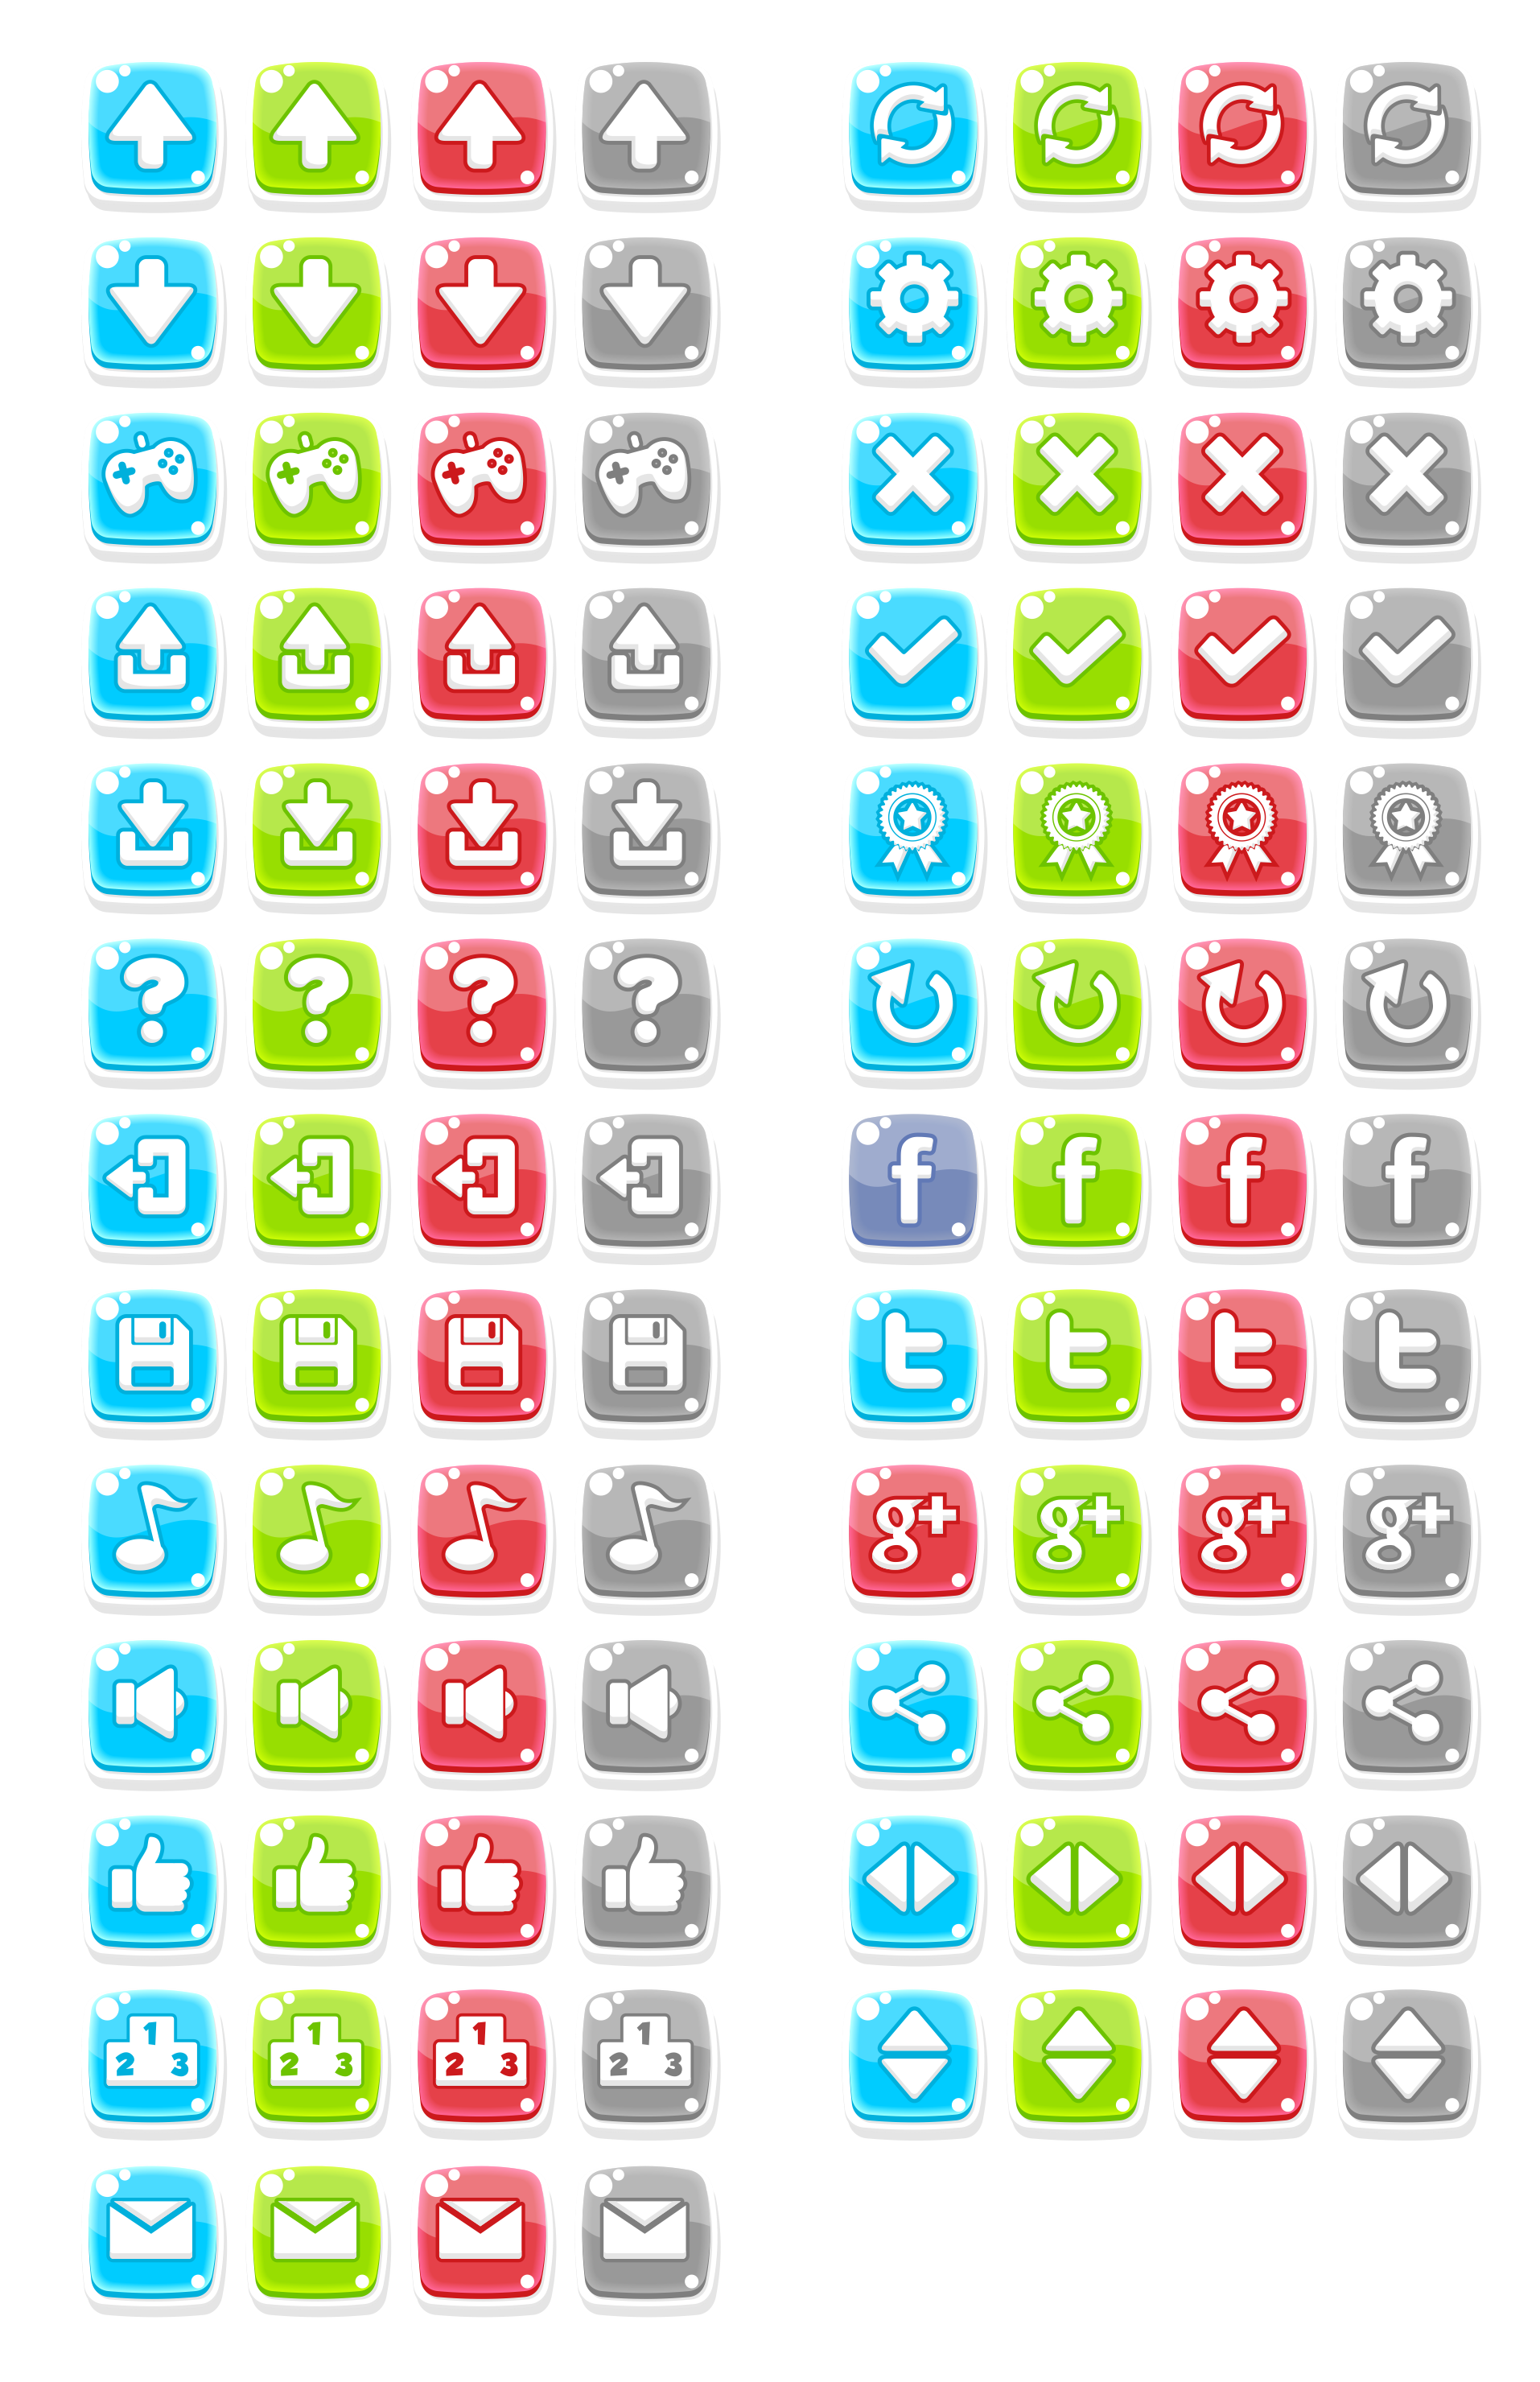 ? ? ? ?
f f f f
t t t t
g+ g+ g+ g+
1 1 1 1
2 3 2 3 2 3 2 3